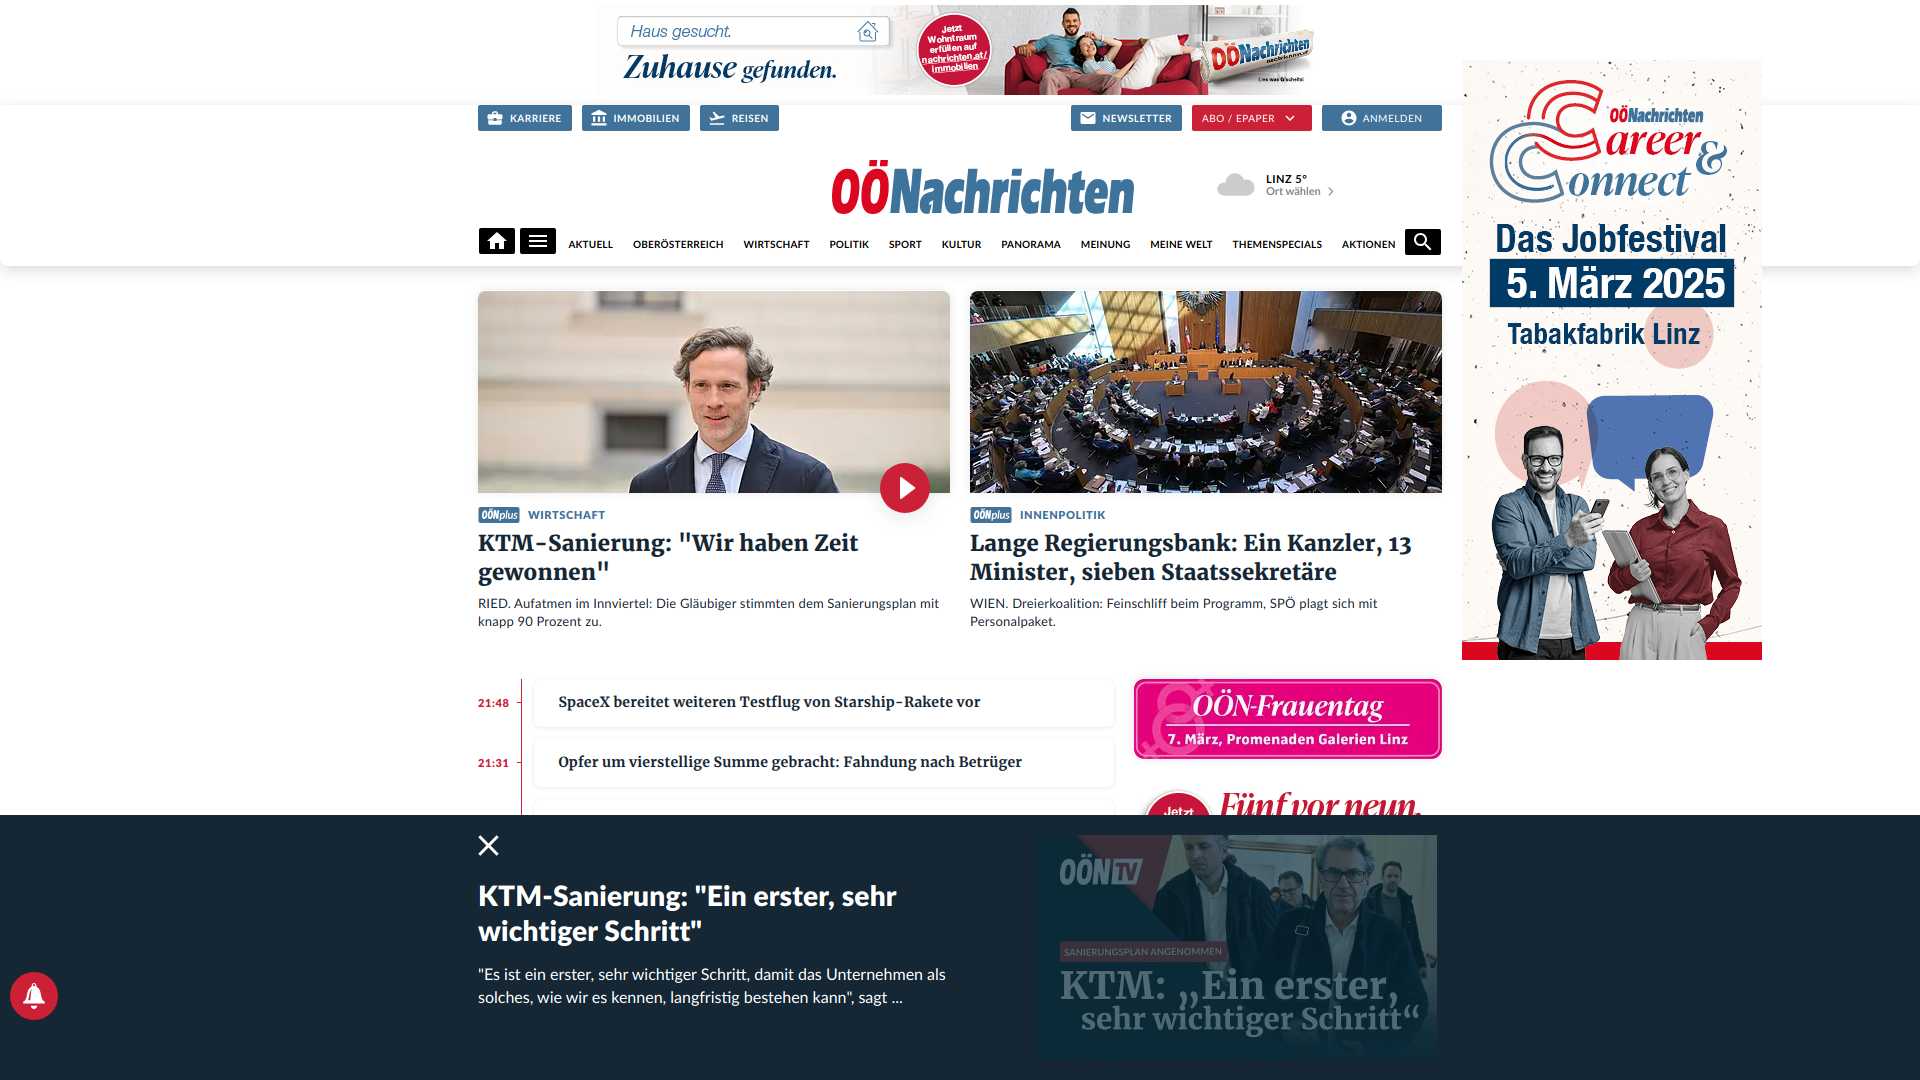 Haus gesucht.
Zuhause gefunden.
Jetzt
Wohntraum
erfüllen auf
nachrichten.at/
immobilien
OÖNachrichten
Lies was G'scheits!
KARRIERE
IMMOBILIEN
REISEN
NEWSLETTER
ABO / EPAPER
ANMELDEN
OÖNachrichten
LINZ 5°
Ort wählen
AKTUELL
OBERÖSTERREICH
WIRTSCHAFT
POLITIK
SPORT
KULTUR
PANORAMA
MEINUNG
MEINE WELT
THEMENSPECIALS
AKTIONEN
OÖNachrichten
Career &
Connect
Das Jobfestival
5. März 2025
Tabakfabrik Linz
OÖNplus WIRTSCHAFT
KTM-Sanierung: "Wir haben Zeit
gewonnen"
RIED. Aufatmen im Innviertel: Die Gläubiger stimmten dem Sanierungsplan mit
knapp 90 Prozent zu.
OÖNplus INNENPOLITIK
Lange Regierungsbank: Ein Kanzler, 13
Minister, sieben Staatssekretäre
WIEN. Dreierkoalition: Feinschliff beim Programm, SPÖ plagt sich mit
Personalpaket.
21:48
SpaceX bereitet weiteren Testflug von Starship-Rakete vor
21:31
Opfer um vierstellige Summe gebracht: Fahndung nach Betrüger
OÖN-Frauentag
7. März, Promenaden Galerien Linz
Jetzt
Fünf vor neun.
KTM-Sanierung: "Ein erster, sehr
wichtiger Schritt"
"Es ist ein erster, sehr wichtiger Schritt, damit das Unternehmen als
solches, wie wir es kennen, langfristig bestehen kann", sagt ...
OÖN TV
SANIERUNGSPLAN ANGENOMMEN
KTM: „Ein erster,
sehr wichtiger Schritt“